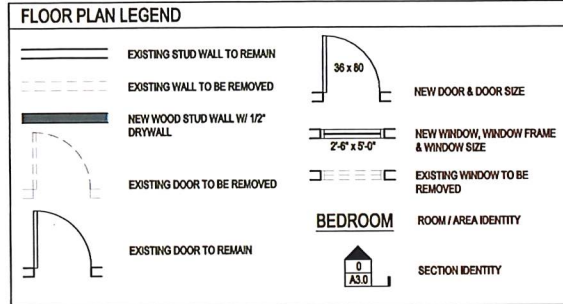 FLOOR PLAN LEGEND
EXISTING STUD WALL TO REMAIN
EXISTING WALL TO BE REMOVED
NEW WOOD STUD WALL W/ 1/2"
DRYWALL
EXISTING DOOR TO BE REMOVED
EXISTING DOOR TO REMAIN
36 x 80
NEW DOOR & DOOR SIZE
2'-6" x 5'-0"
NEW WINDOW, WINDOW FRAME
& WINDOW SIZE
EXISTING WINDOW TO BE
REMOVED
BEDROOM
ROOM / AREA IDENTITY
0
A3.0
SECTION IDENTITY